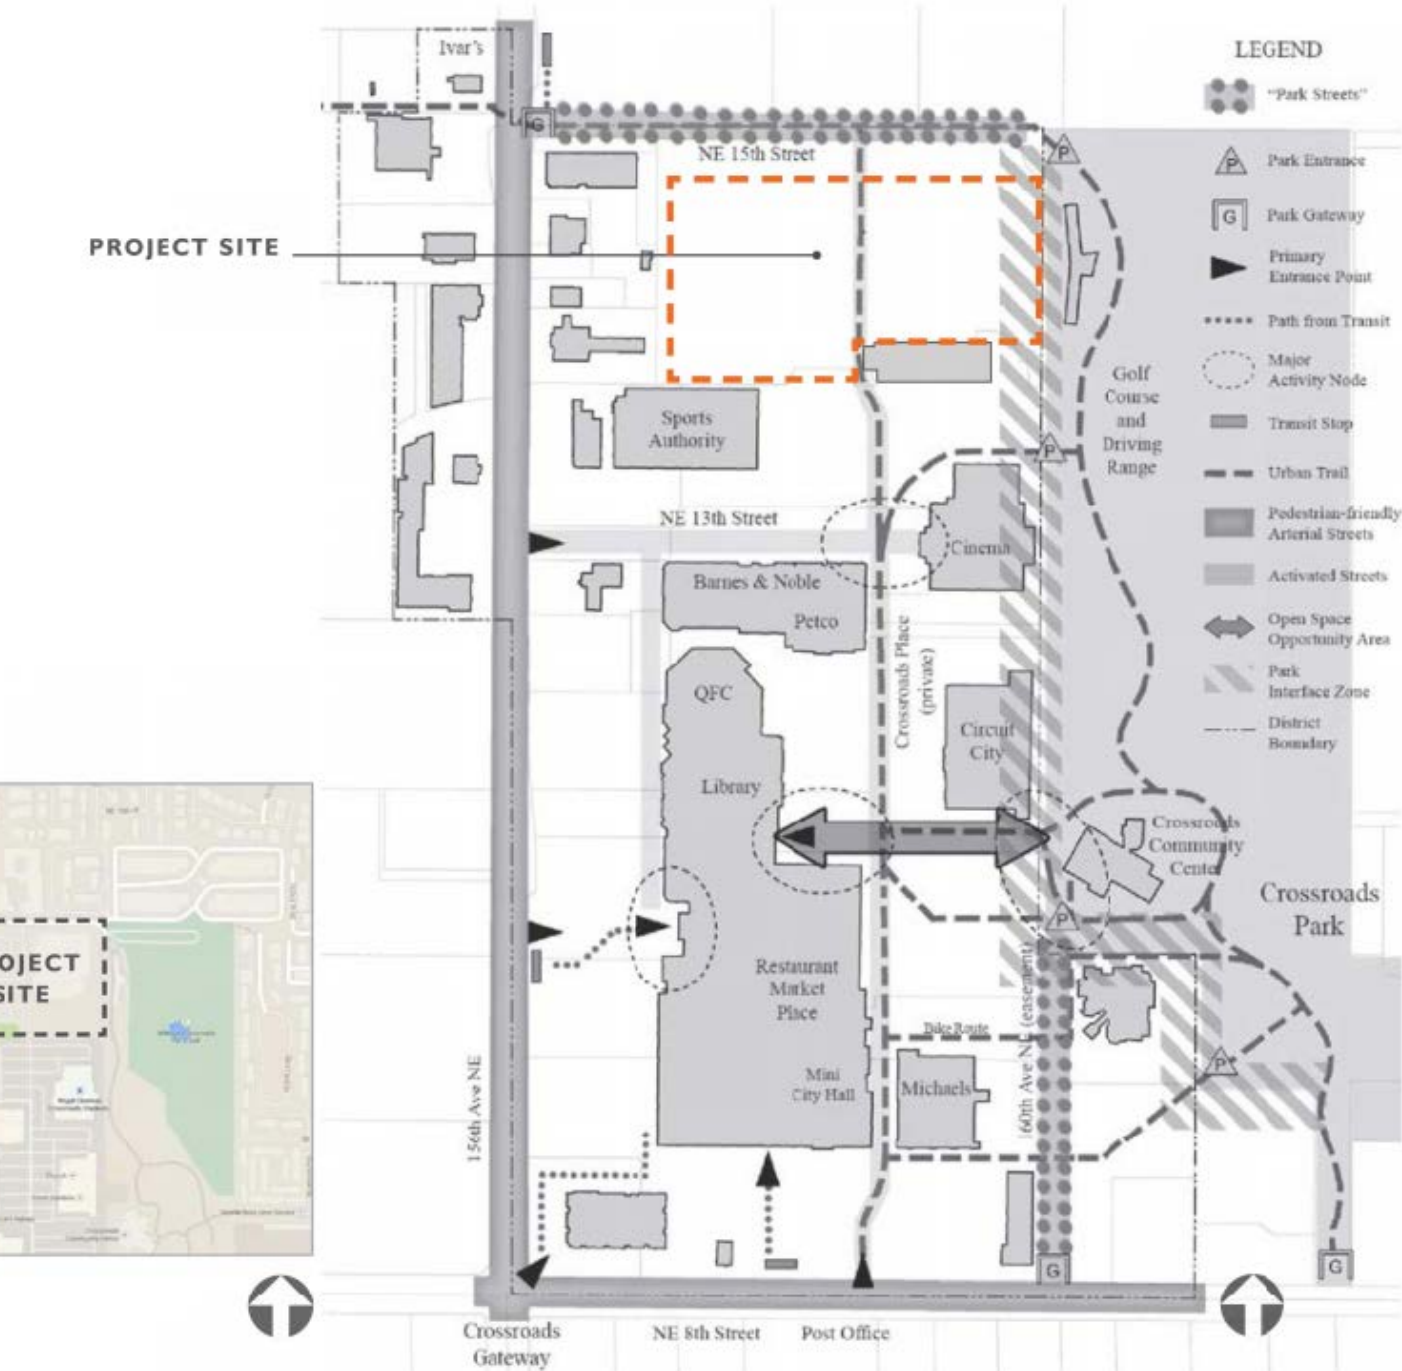 Ivar's
LEGEND
"Park Streets"
G
NE 15th Street
P
P
Park Entrance
G
Park Gateway
PROJECT SITE
Primary
Entrance Point
Path from Transit
Major
Activity Node
Golf
Course
and
Driving
Range
Transit Stop
Sports
Authority
P
Urban Trail
NE 13th Street
Pedestrian-friendly
Arterial Streets
Cinema
Barnes & Noble
Activated Streets
Petco
Open Space
Opportunity Area
Crossroads Place
(private)
QFC
Park
Interface Zone
Circuit
City
District
Boundary
Library
Crossroads
Community
Center
Crossroads
Park
P
OJECT
SITE
Restaurant
Market
Place
160th Ave NE (easement)
Bike Route
Mini
City Hall
Michaels
P
156th Ave NE
G
G
Crossroads
Gateway
NE 8th Street
Post Office